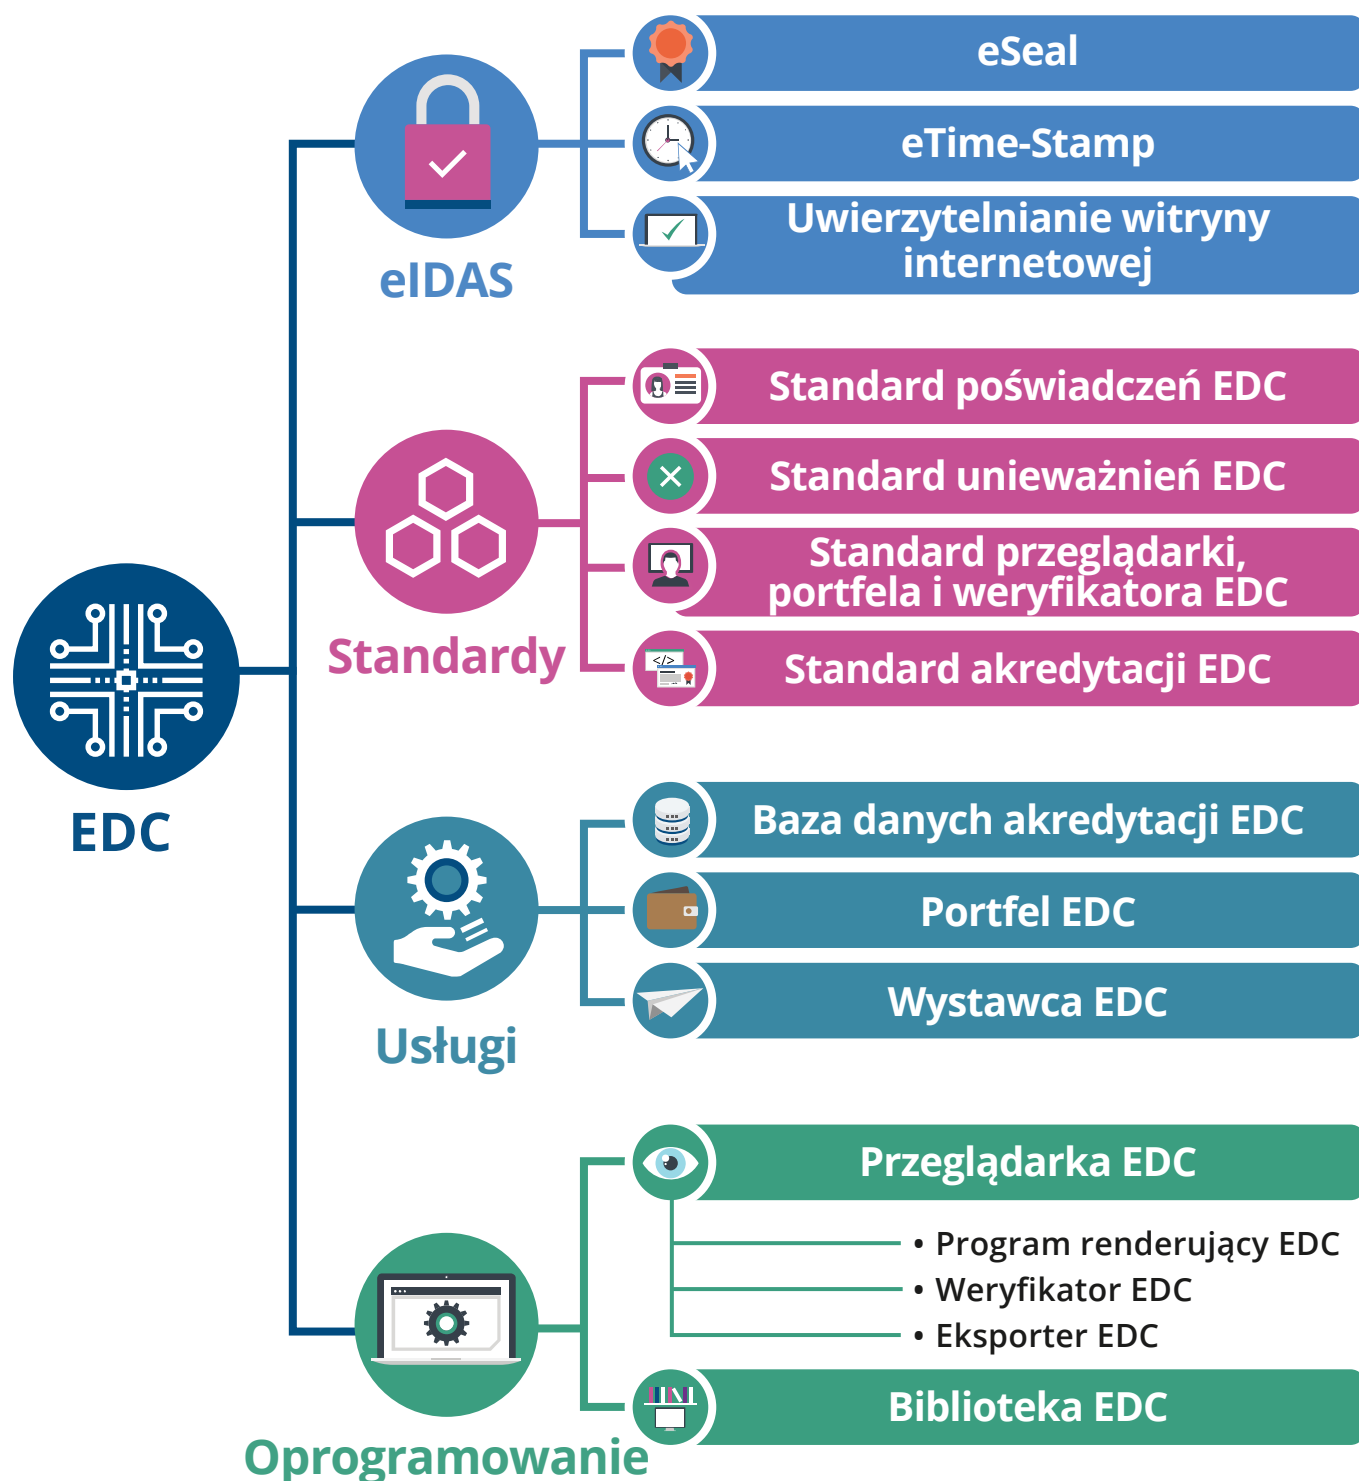 eSeal
eTime-Stamp
Uwierzytelnianie witryny
internetowej
eIDAS
Standard poświadczeń EDC
Standard unieważnień EDC
Standard przeglądarki,
portfela i weryfikatora EDC
Standard akredytacji EDC
</>
Standardy
EDC
Baza danych akredytacji EDC
Portfel EDC
Wystawca EDC
Usługi
Przeglądarka EDC
• Program renderujący EDC
• Weryfikator EDC
• Eksporter EDC
Biblioteka EDC
Oprogramowanie